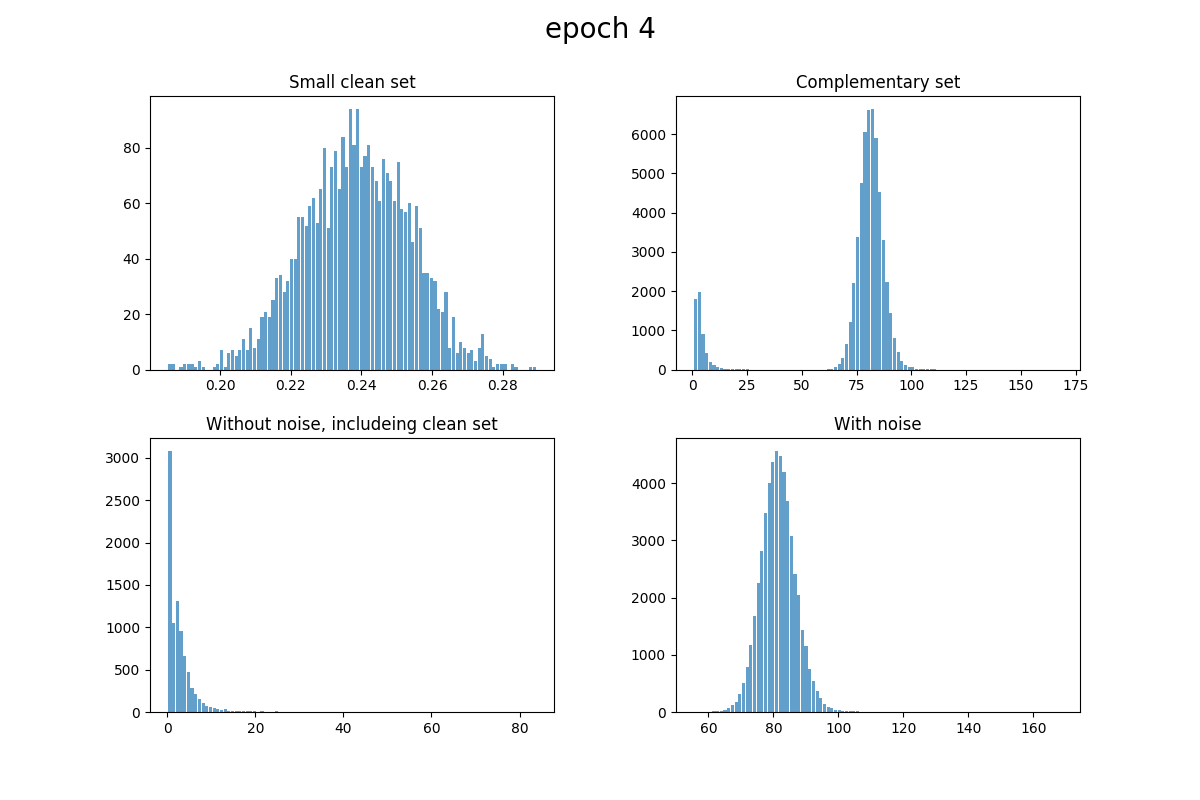 epoch 4
Small clean set
80
60
40
20
0
0.20 0.22 0.24 0.26 0.28
Complementary set
6000
5000
4000
3000
2000
1000
0
0 25 50 75 100 125 150 175
Without noise, includeing clean set
3000
2500
2000
1500
1000
500
0
0 20 40 60 80
With noise
4000
3000
2000
1000
0
60 80 100 120 140 160